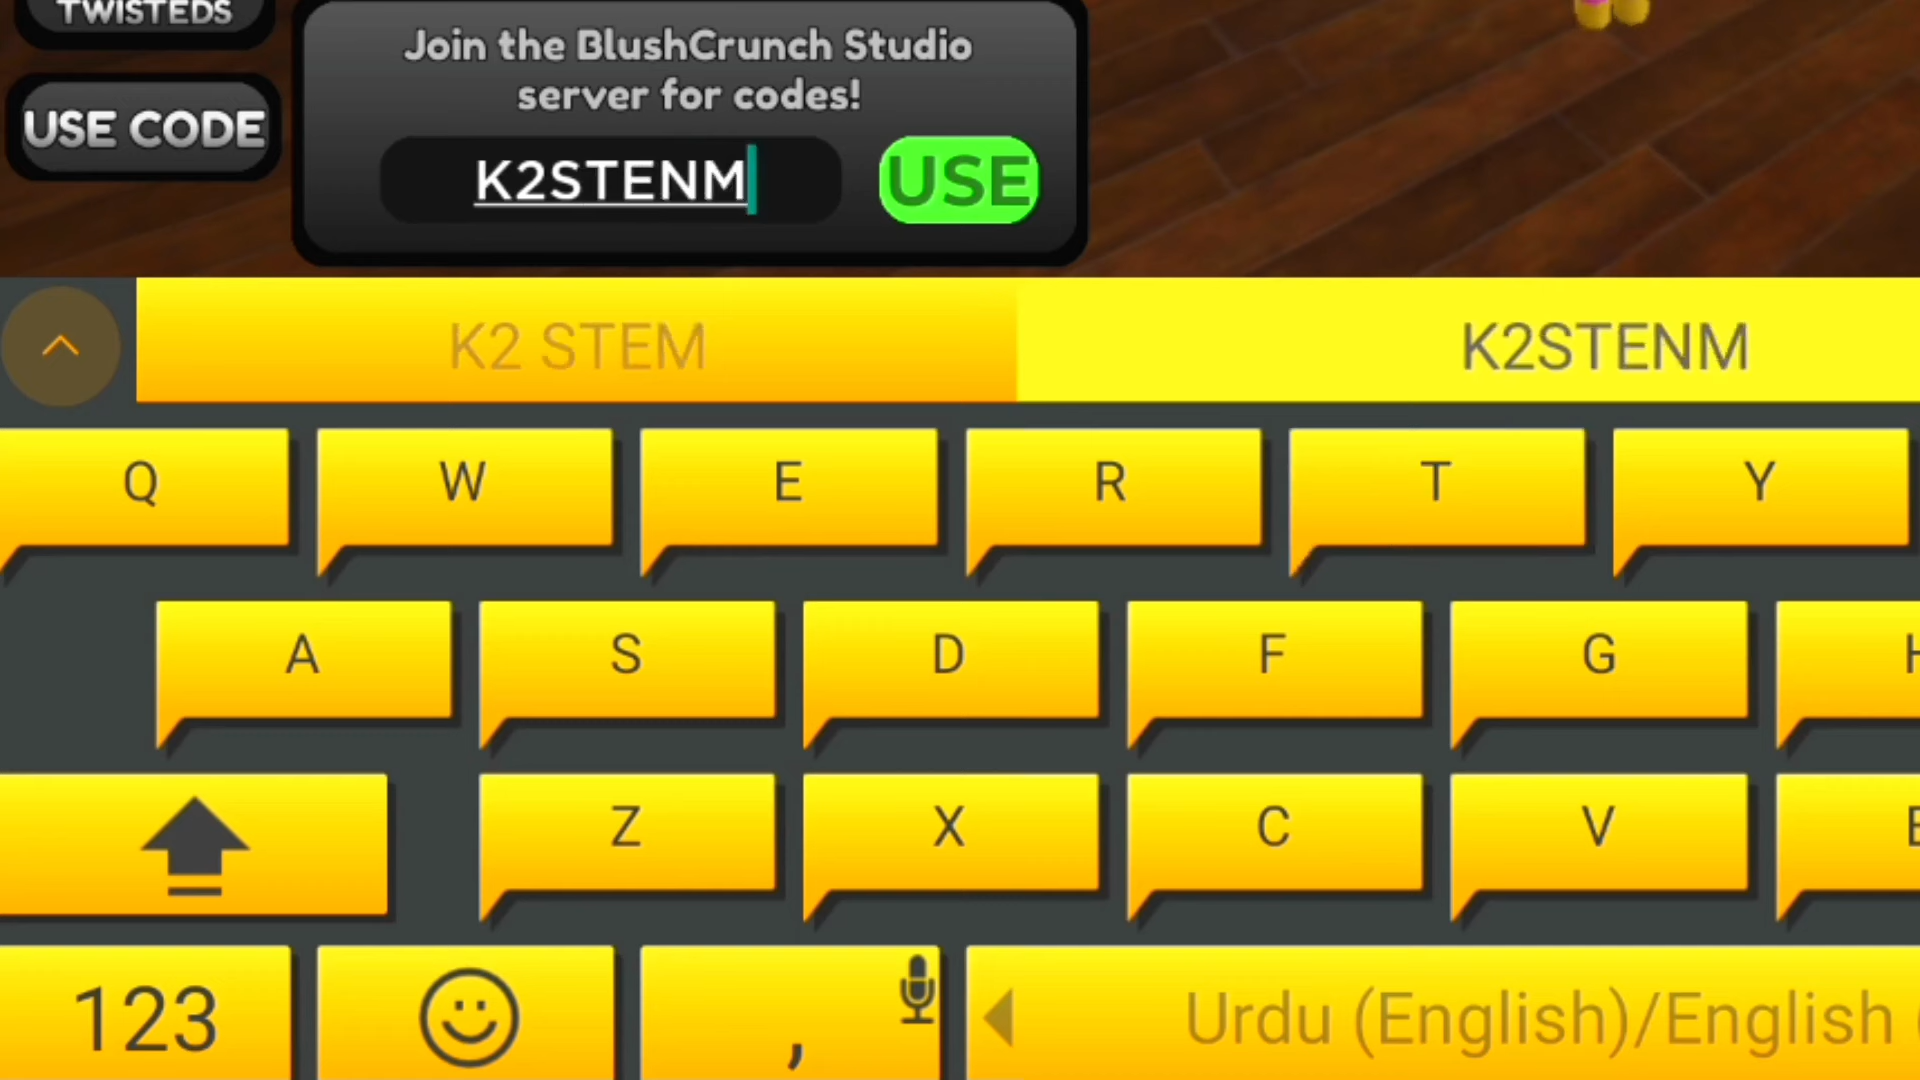 TWISTEDS
Join the BlushCrunch Studio
server for codes!
USE CODE
K2STENM
USE
K2 STEM
K2STENM
Q W E R T Y
A S D F G H
Z X C V B
123 , Urdu (English)/English (